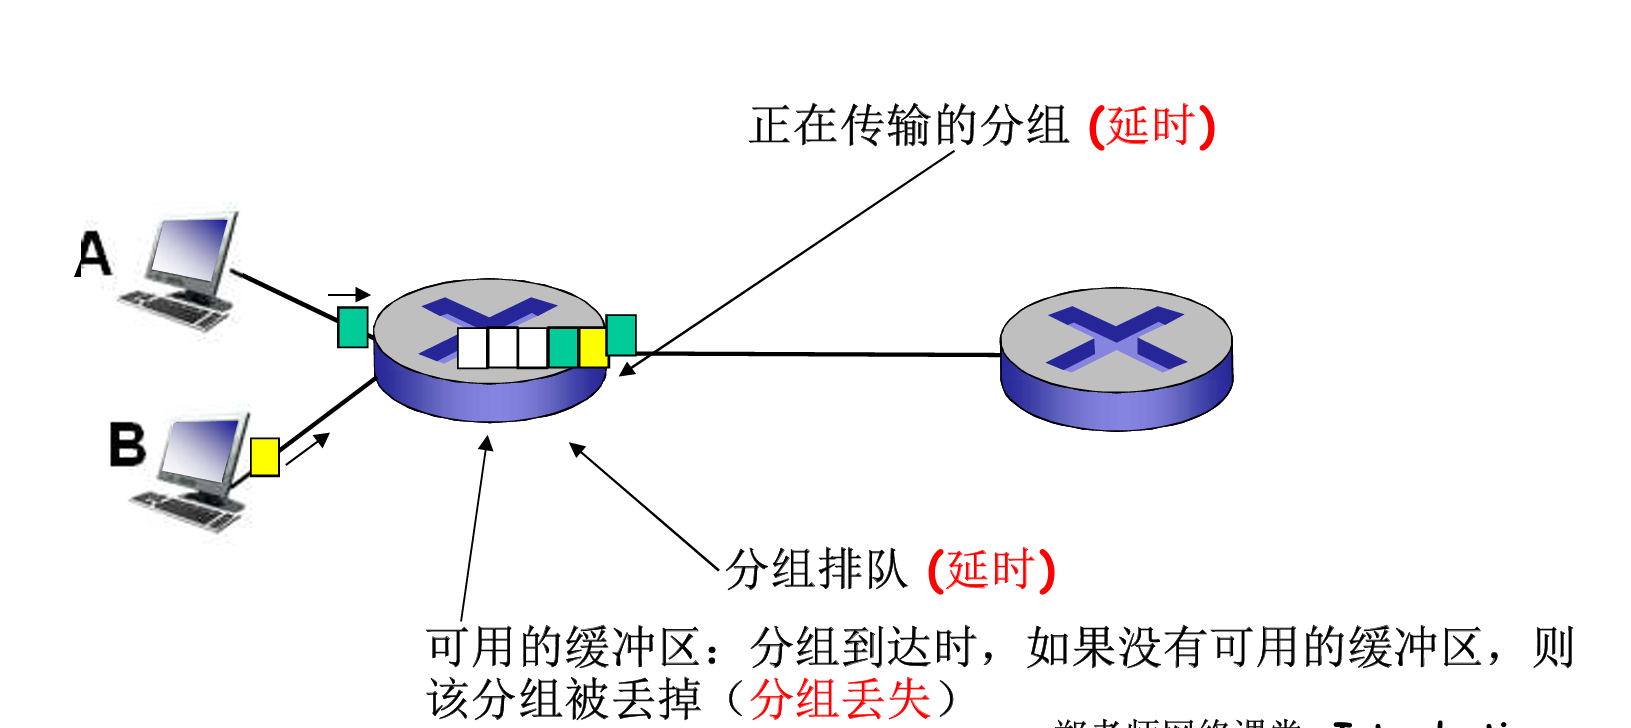 正在传输的分组 (延时)
A
B
分组排队 (延时)
可用的缓冲区：分组到达时，如果没有可用的缓冲区，则
该分组被丢掉（分组丢失）